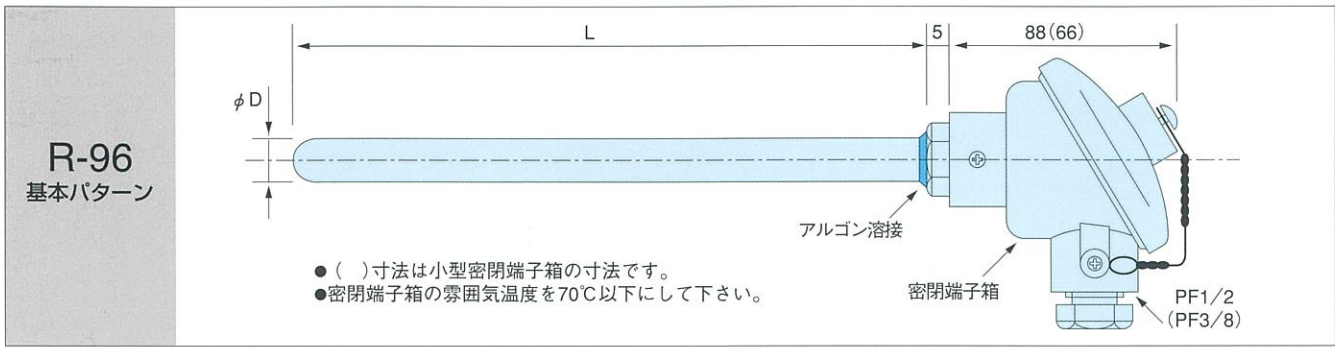 R-96
基本パターン
L
5
88(66)
φD
アルゴン溶接
密閉端子箱
PF1/2
(PF3/8)
●(　)寸法は小型密閉端子箱の寸法です。
●密閉端子箱の雰囲気温度を70℃以下にして下さい。